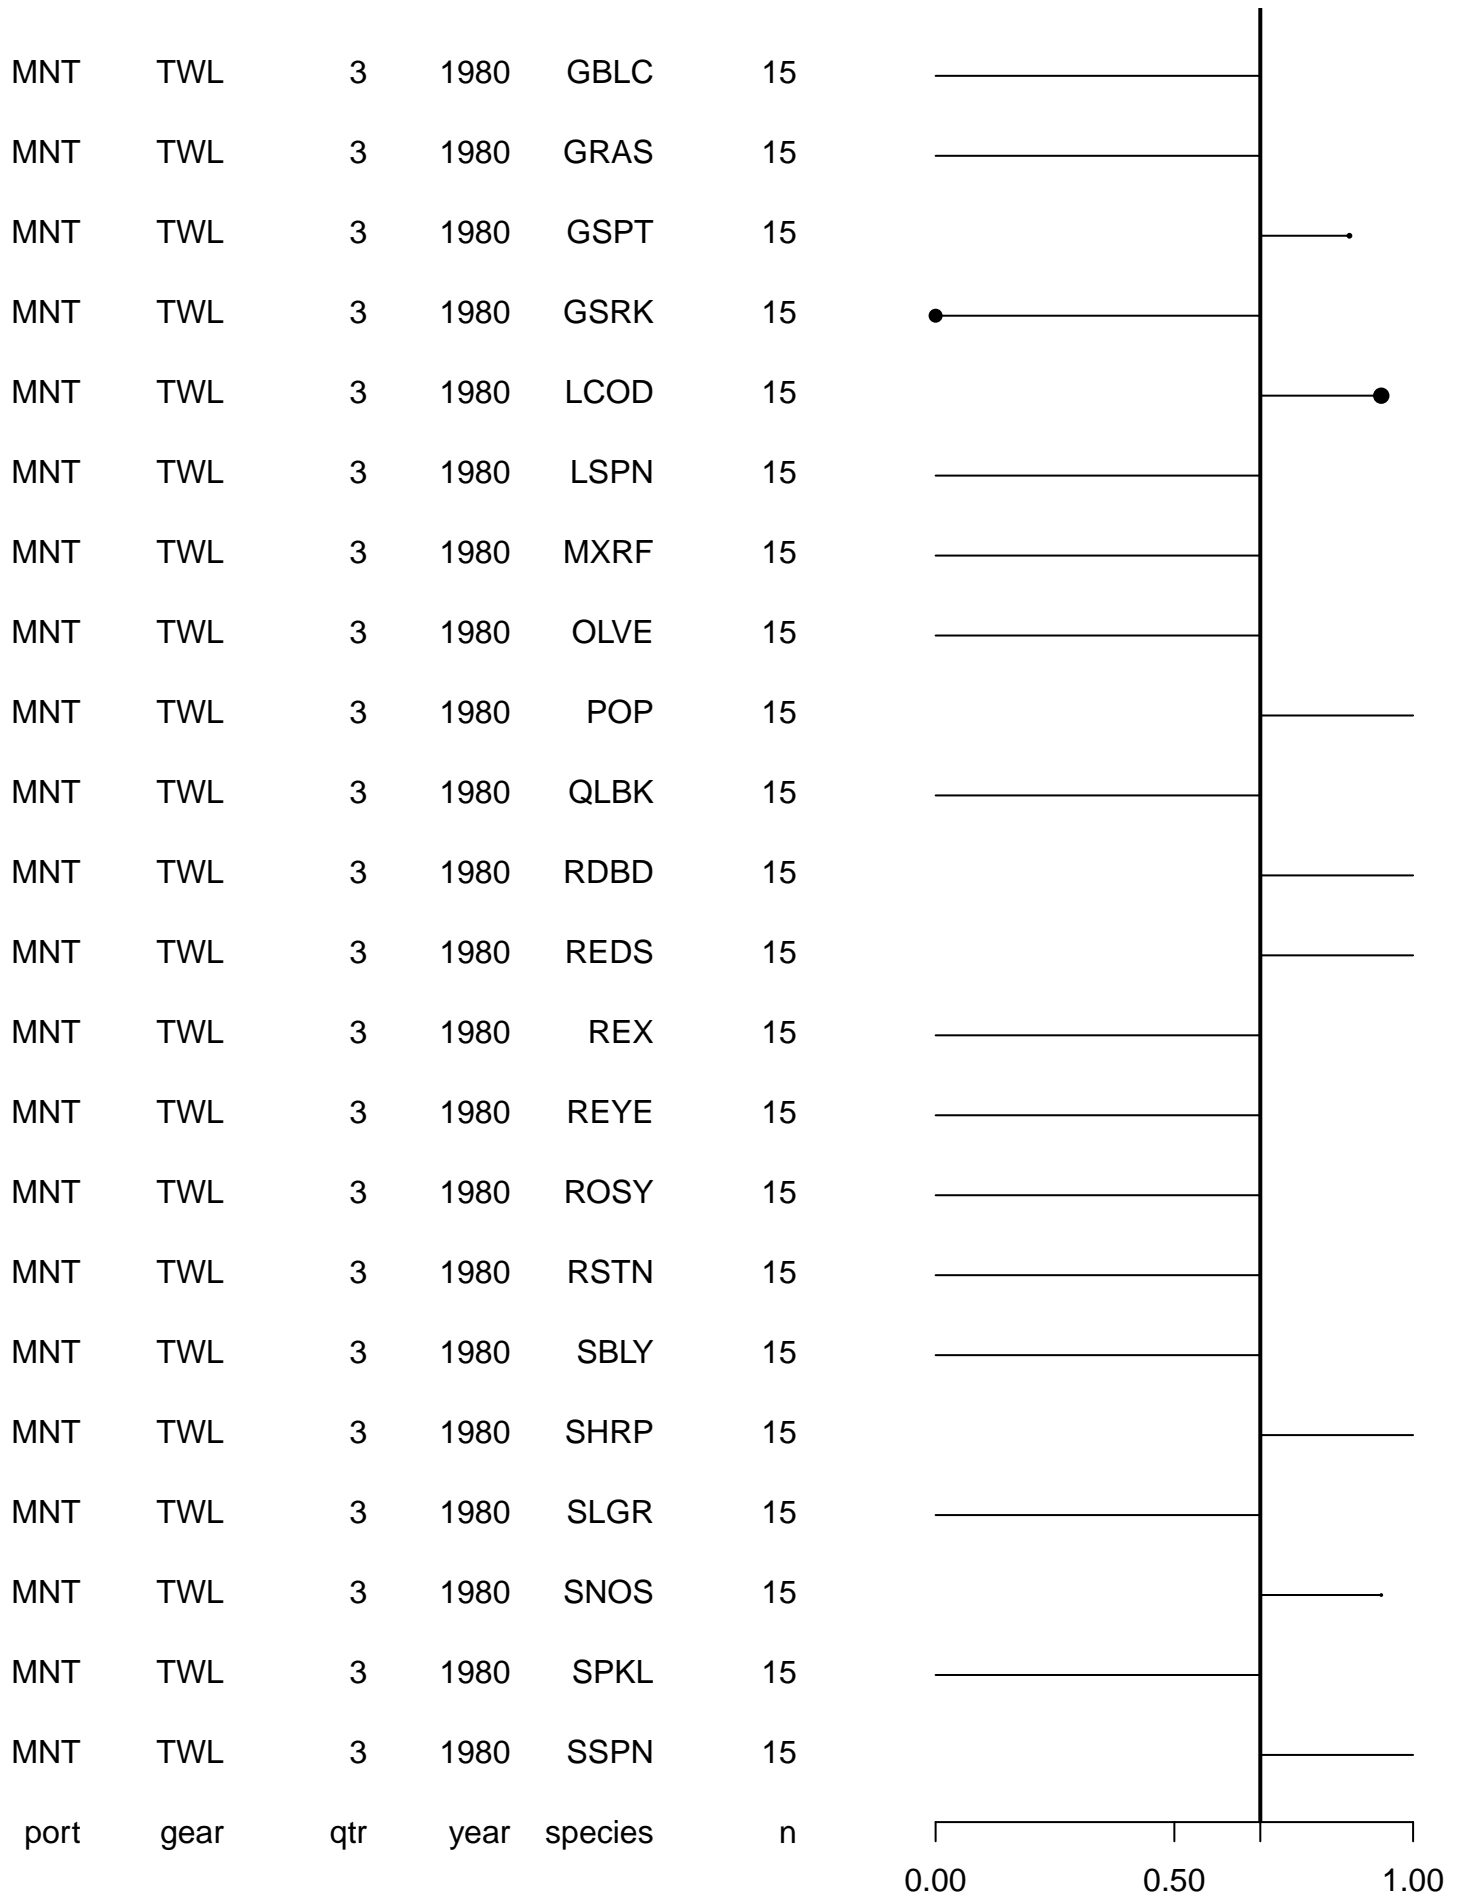 MNT TWL 3 1980 GBLC 15
MNT TWL 3 1980 GRAS 15
MNT TWL 3 1980 GSPT 15
MNT TWL 3 1980 GSRK 15
MNT TWL 3 1980 LCOD 15
MNT TWL 3 1980 LSPN 15
MNT TWL 3 1980 MXRF 15
MNT TWL 3 1980 OLVE 15
MNT TWL 3 1980 POP 15
MNT TWL 3 1980 QLBK 15
MNT TWL 3 1980 RDBD 15
MNT TWL 3 1980 REDS 15
MNT TWL 3 1980 REX 15
MNT TWL 3 1980 REYE 15
MNT TWL 3 1980 ROSY 15
MNT TWL 3 1980 RSTN 15
MNT TWL 3 1980 SBLY 15
MNT TWL 3 1980 SHRP 15
MNT TWL 3 1980 SLGR 15
MNT TWL 3 1980 SNOS 15
MNT TWL 3 1980 SPKL 15
MNT TWL 3 1980 SSPN 15
port gear qtr year species n
0.00 0.50 1.00